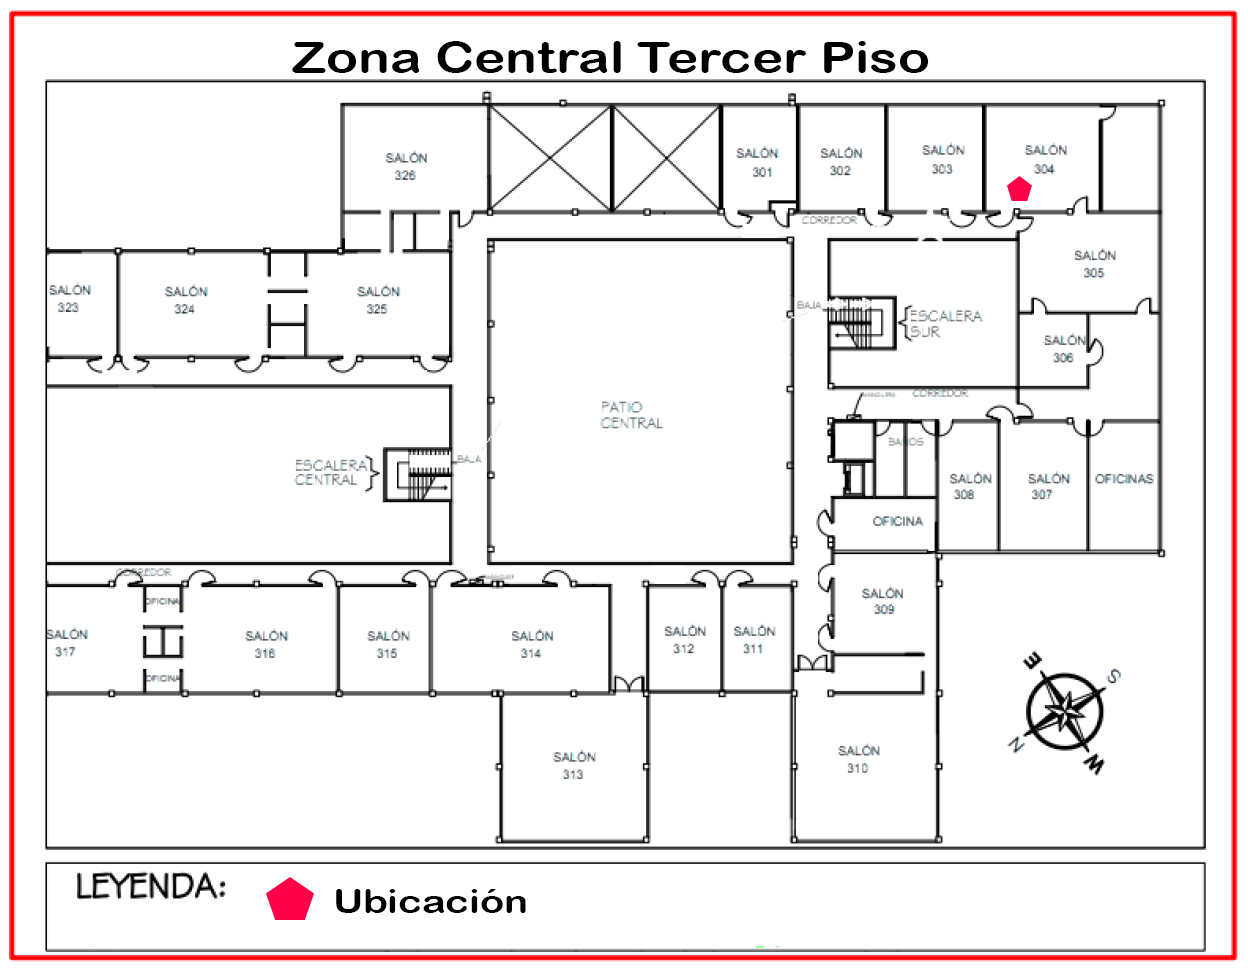 Zona Central Tercer Piso
SALÓN
326
SALÓN
301
SALÓN
302
SALÓN
303
SALÓN
304
CORREDOR
SALÓN
305
SALÓN
323
SALÓN
324
SALÓN
325
BAJA
ESCALERA
SUR
SALÓN
306
PATIO
CENTRAL
CORREDOR
BAÑOS
ESCALERA
CENTRAL
BAJA
SALÓN
308
SALÓN
307
OFICINAS
OFICINA
CORREDOR
OFICINA
SALÓN
317
SALÓN
316
SALÓN
315
SALÓN
314
SALÓN
312
SALÓN
311
SALÓN
309
OFICINA
E
S
N
W
SALÓN
313
SALÓN
310
LEYENDA:
Ubicación